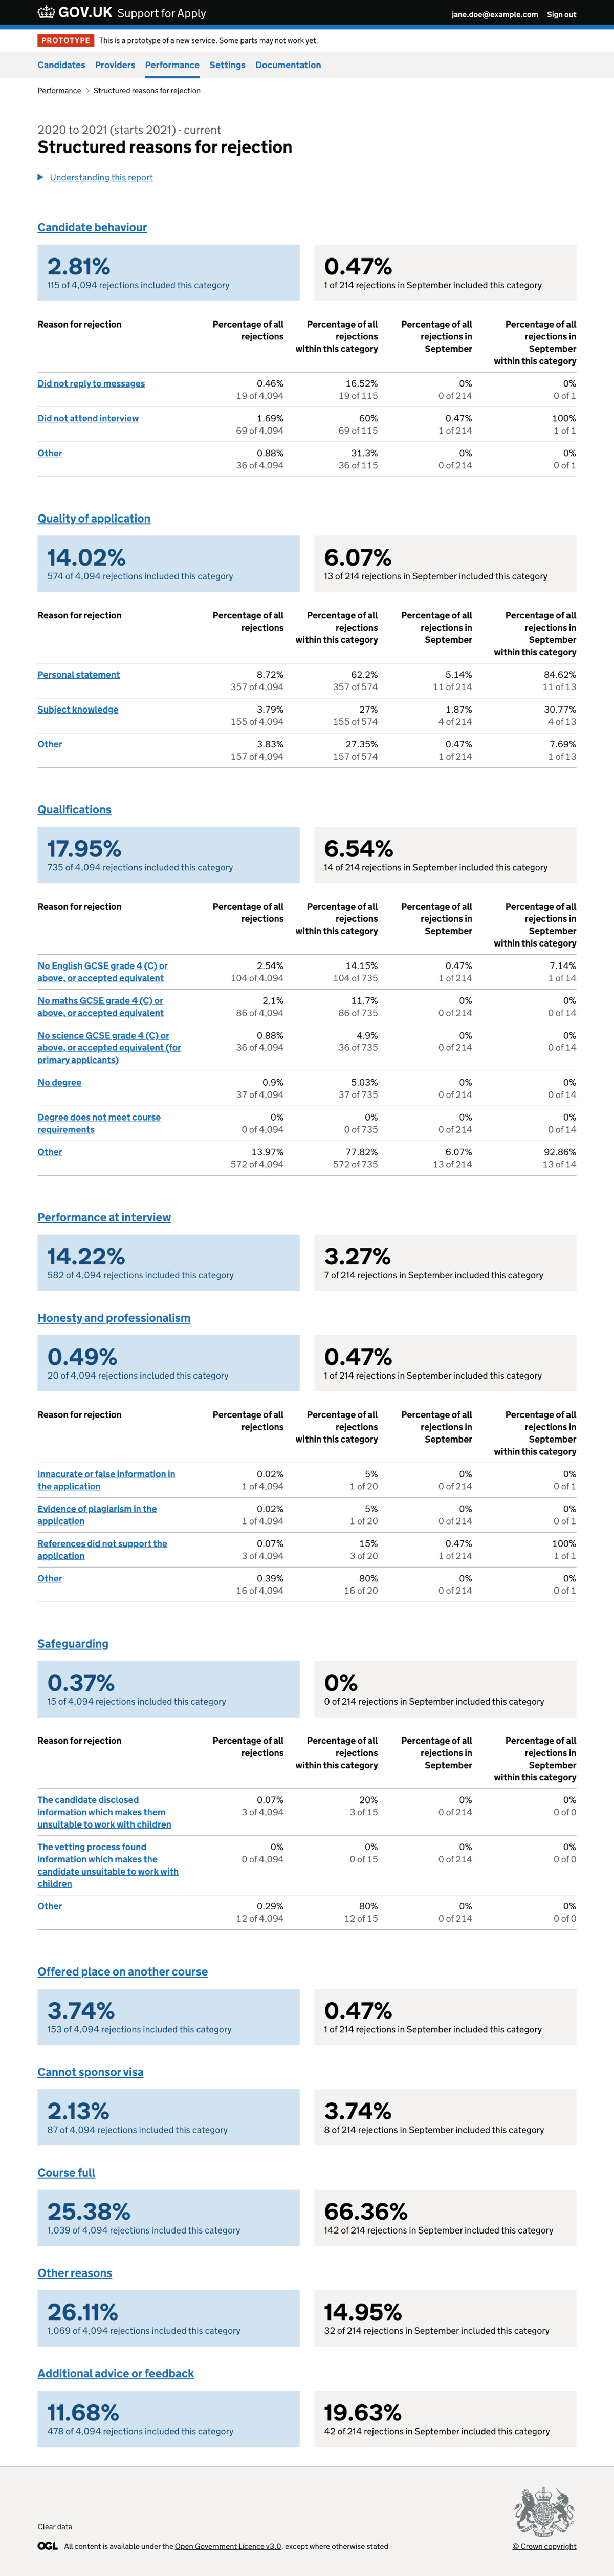 GOV.UK Support for Apply
jane.doe@example.com Sign out
PROTOTYPE This is a prototype of a new service. Some parts may not work yet.
Candidates Providers Performance Settings Documentation
Performance > Structured reasons for rejection
2020 to 2021 (starts 2021) - current
Structured reasons for rejection
Understanding this report
Candidate behaviour
2.81%
115 of 4,094 rejections included this category
0.47%
1 of 214 rejections in September included this category
Reason for rejection Percentage of all rejections Percentage of all rejections within this category Percentage of all rejections in September Percentage of all rejections in September within this category
Did not reply to messages 0.46% 16.52% 0% 0%
19 of 4,094 19 of 115 0 of 214 0 of 1
Did not attend interview 1.69% 60% 0.47% 100%
69 of 4,094 69 of 115 1 of 214 1 of 1
Other 0.88% 31.3% 0% 0%
36 of 4,094 36 of 115 0 of 214 0 of 1
Quality of application
14.02%
574 of 4,094 rejections included this category
6.07%
13 of 214 rejections in September included this category
Reason for rejection Percentage of all rejections Percentage of all rejections within this category Percentage of all rejections in September Percentage of all rejections in September within this category
Personal statement 8.72% 62.2% 5.14% 84.62%
357 of 4,094 357 of 574 11 of 214 11 of 13
Subject knowledge 3.79% 27% 1.87% 30.77%
155 of 4,094 155 of 574 4 of 214 4 of 13
Other 3.83% 27.35% 0.47% 7.69%
157 of 4,094 157 of 574 1 of 214 1 of 13
Qualifications
17.95%
735 of 4,094 rejections included this category
6.54%
14 of 214 rejections in September included this category
Reason for rejection Percentage of all rejections Percentage of all rejections within this category Percentage of all rejections in September Percentage of all rejections in September within this category
No English GCSE grade 4 (C) or 2.54% 14.15% 0.47% 7.14%
above, or accepted equivalent 104 of 4,094 104 of 735 1 of 214 1 of 14
No maths GCSE grade 4 (C) or 2.1% 11.7% 0% 0%
above, or accepted equivalent 86 of 4,094 86 of 735 0 of 214 0 of 14
No science GCSE grade 4 (C) or 0.88% 4.9% 0% 0%
above, or accepted equivalent (for 36 of 4,094 36 of 735 0 of 214 0 of 14
primary applicants)
No degree 0.9% 5.03% 0% 0%
37 of 4,094 37 of 735 0 of 214 0 of 14
Degree does not meet course 0% 0% 0% 0%
requirements 0 of 4,094 0 of 735 0 of 214 0 of 14
Other 13.97% 77.82% 6.07% 92.86%
572 of 4,094 572 of 735 13 of 214 13 of 14
Performance at interview
14.22%
582 of 4,094 rejections included this category
3.27%
7 of 214 rejections in September included this category
Honesty and professionalism
0.49%
20 of 4,094 rejections included this category
0.47%
1 of 214 rejections in September included this category
Reason for rejection Percentage of all rejections Percentage of all rejections within this category Percentage of all rejections in September Percentage of all rejections in September within this category
Innacurate or false information in 0.02% 5% 0% 0%
the application 1 of 4,094 1 of 20 0 of 214 0 of 1
Evidence of plagiarism in the 0.02% 5% 0% 0%
application 1 of 4,094 1 of 20 0 of 214 0 of 1
References did not support the 0.07% 15% 0.47% 100%
application 3 of 4,094 3 of 20 1 of 214 1 of 1
Other 0.39% 80% 0% 0%
16 of 4,094 16 of 20 0 of 214 0 of 1
Safeguarding
0.37%
15 of 4,094 rejections included this category
0%
0 of 214 rejections in September included this category
Reason for rejection Percentage of all rejections Percentage of all rejections within this category Percentage of all rejections in September Percentage of all rejections in September within this category
The candidate disclosed 0.07% 20% 0% 0%
information which makes them 3 of 4,094 3 of 15 0 of 214 0 of 0
unsuitable to work with children
The vetting process found 0% 0% 0% 0%
information which makes the 0 of 4,094 0 of 15 0 of 214 0 of 0
candidate unsuitable to work with
children
Other 0.29% 80% 0% 0%
12 of 4,094 12 of 15 0 of 214 0 of 0
Offered place on another course
3.74%
153 of 4,094 rejections included this category
0.47%
1 of 214 rejections in September included this category
Cannot sponsor visa
2.13%
87 of 4,094 rejections included this category
3.74%
8 of 214 rejections in September included this category
Course full
25.38%
1,039 of 4,094 rejections included this category
66.36%
142 of 214 rejections in September included this category
Other reasons
26.11%
1,069 of 4,094 rejections included this category
14.95%
32 of 214 rejections in September included this category
Additional advice or feedback
11.68%
478 of 4,094 rejections included this category
19.63%
42 of 214 rejections in September included this category
Clear data
OGL All content is available under the Open Government Licence v3.0, except where otherwise stated
© Crown copyright